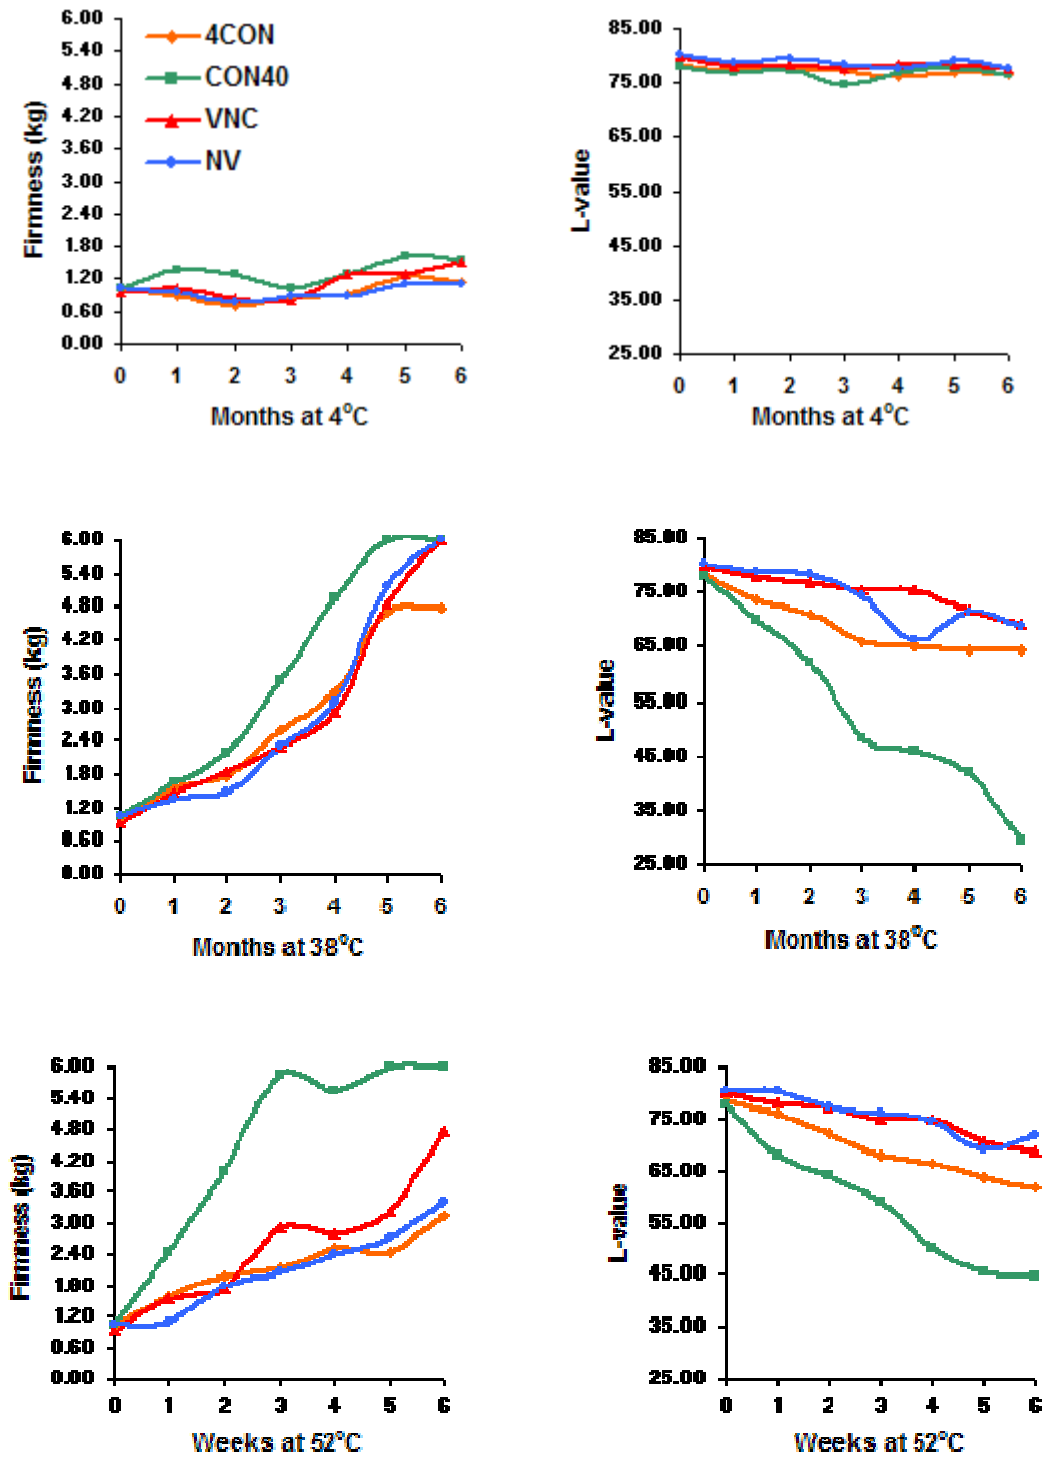 6.00
5.40
4.80
4.20
3.60
3.00
2.40
1.80
1.20
0.60
0.00
Firmness (kg)
4CON
CON40
VNC
NV
0 1 2 3 4 5 6
Months at 4°C
85.00
75.00
65.00
55.00
45.00
35.00
25.00
L-value
0 1 2 3 4 5 6
Months at 4°C
6.00
5.40
4.80
4.20
3.60
3.00
2.40
1.80
1.20
0.60
0.00
Firmness (kg)
0 1 2 3 4 5 6
Months at 38°C
85.00
75.00
65.00
55.00
45.00
35.00
25.00
L-value
0 1 2 3 4 5 6
Months at 38°C
6.00
5.40
4.80
4.20
3.60
3.00
2.40
1.80
1.20
0.60
0.00
Firmness (kg)
0 1 2 3 4 5 6
Weeks at 52°C
85.00
75.00
65.00
55.00
45.00
35.00
25.00
L-value
0 1 2 3 4 5 6
Weeks at 52°C